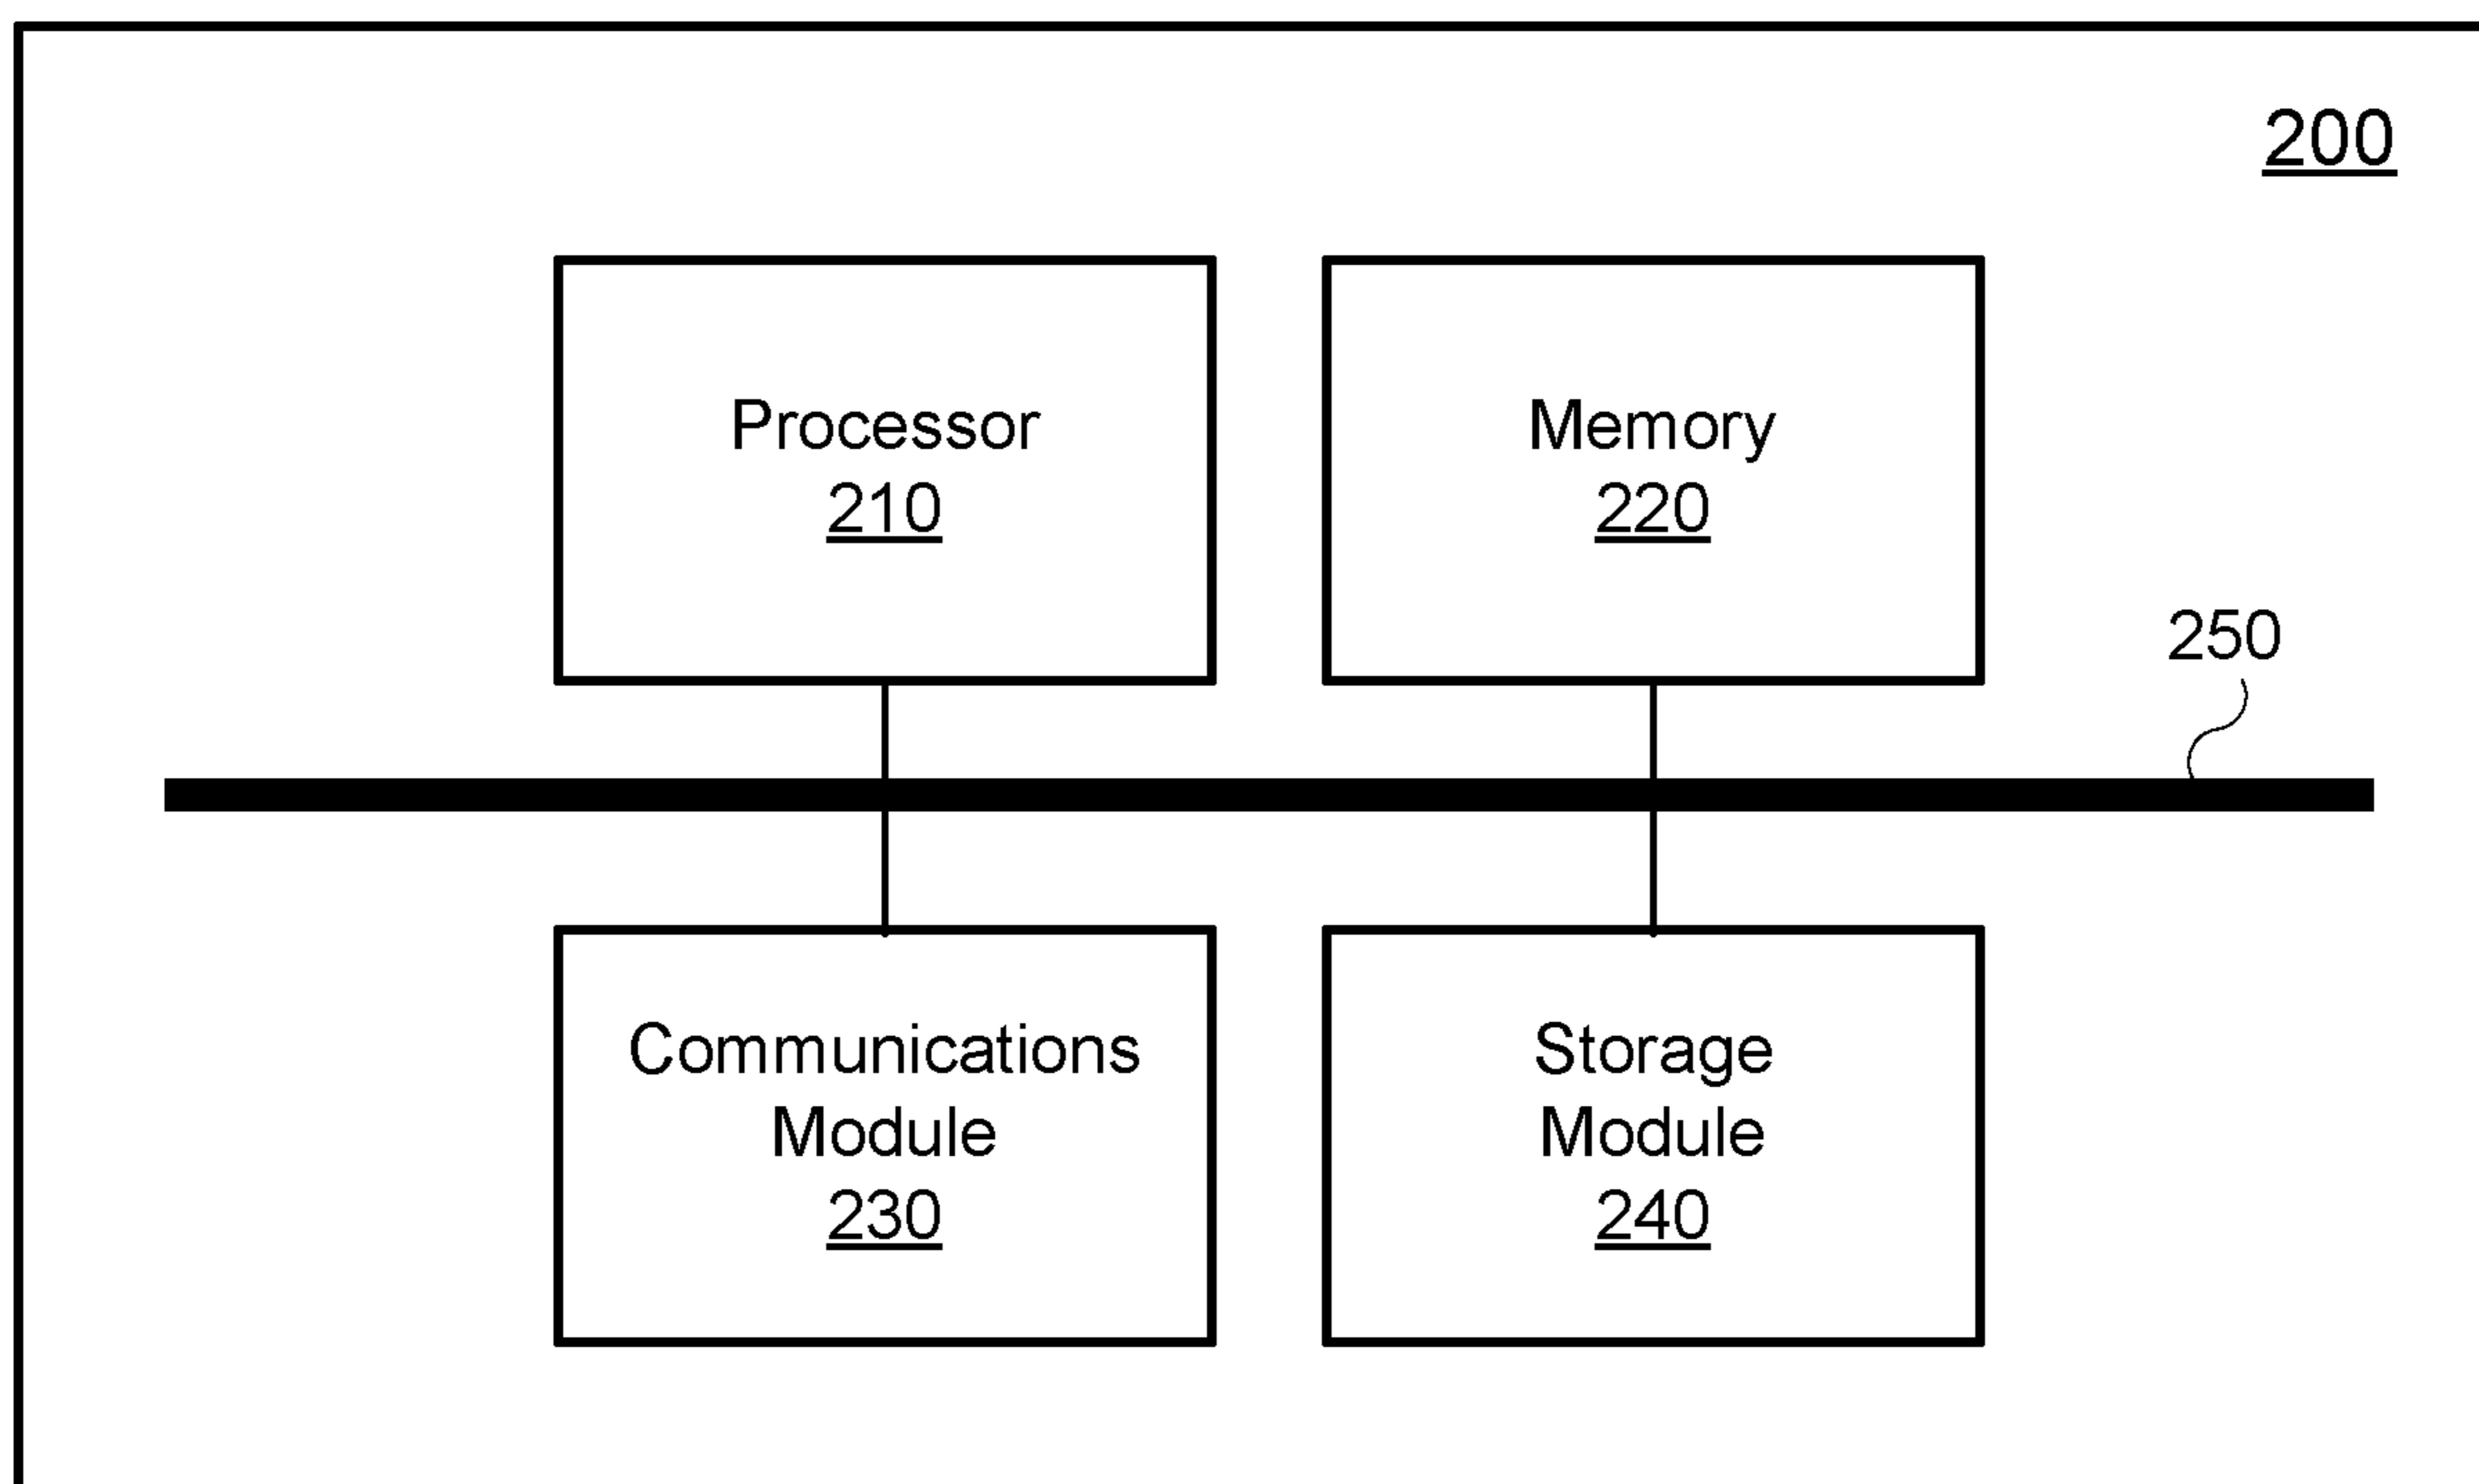 200
Processor
210
Memory
220
250
Communications
Module
230
Storage
Module
240